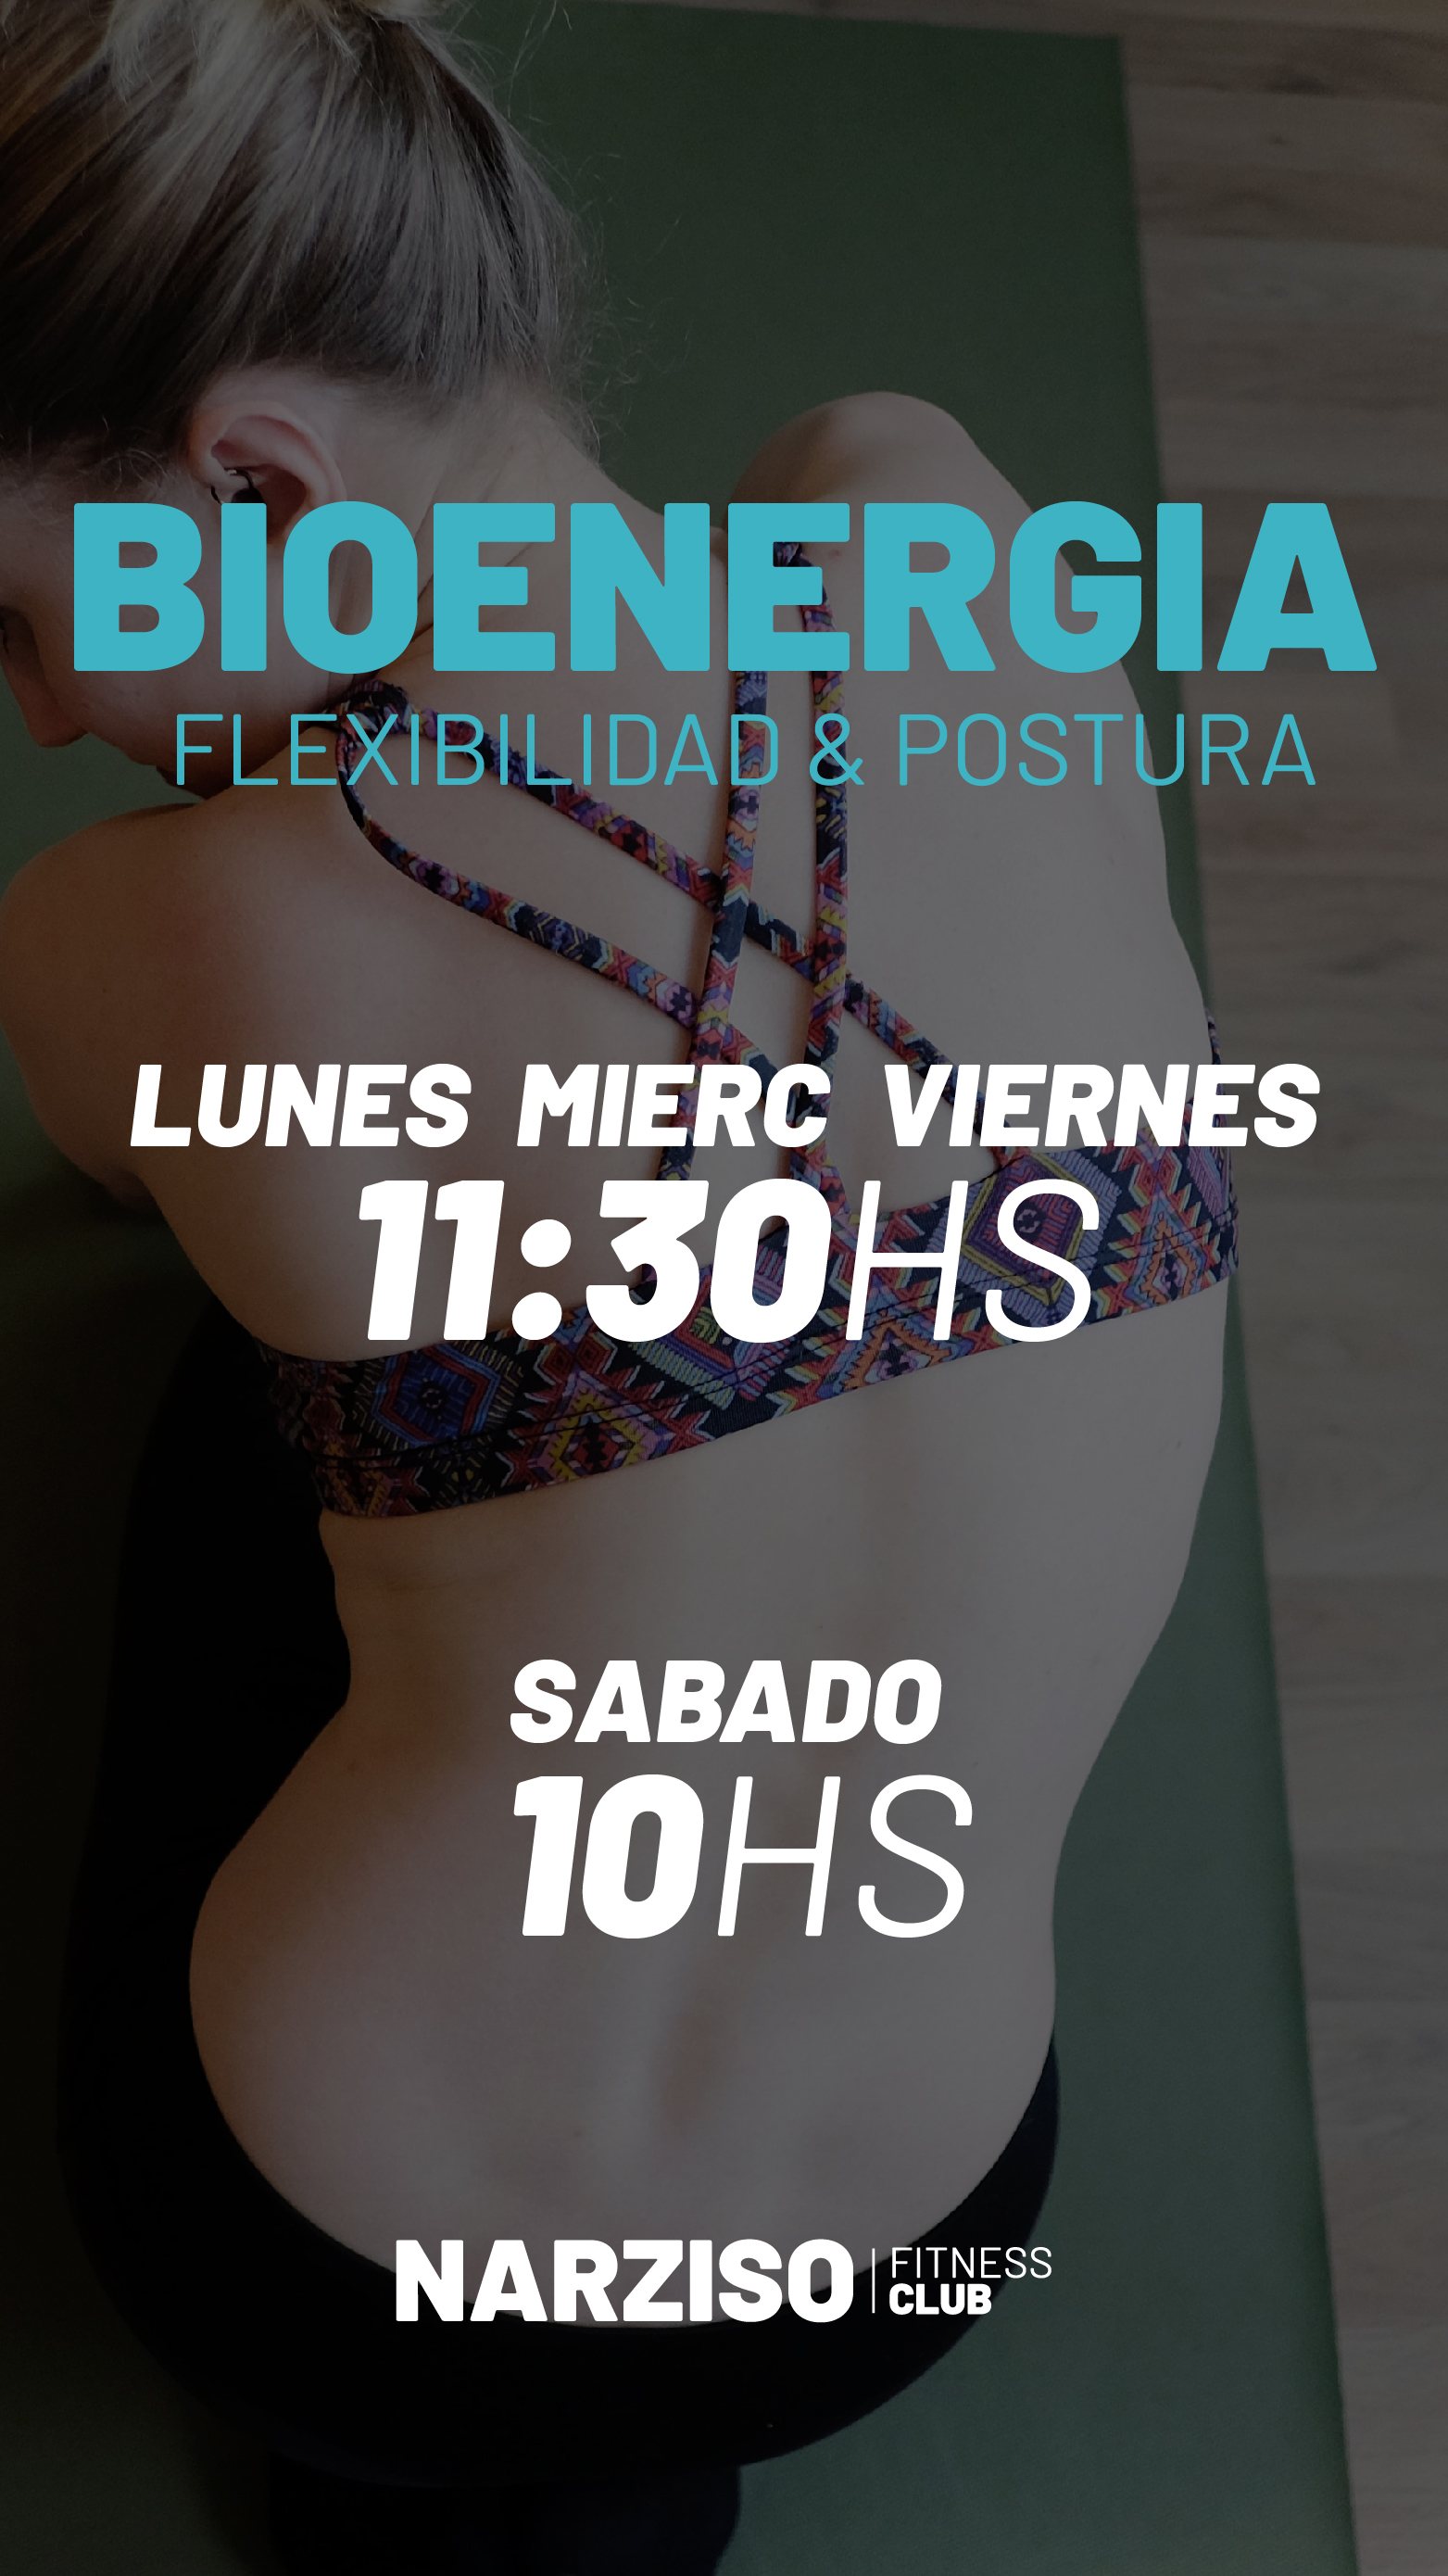 BIOENERGIA
FLEXIBILIDAD & POSTURA
LUNES MIERC VIERNES
11:30HS
SABADO
10HS
NARZISO FITNESS
CLUB